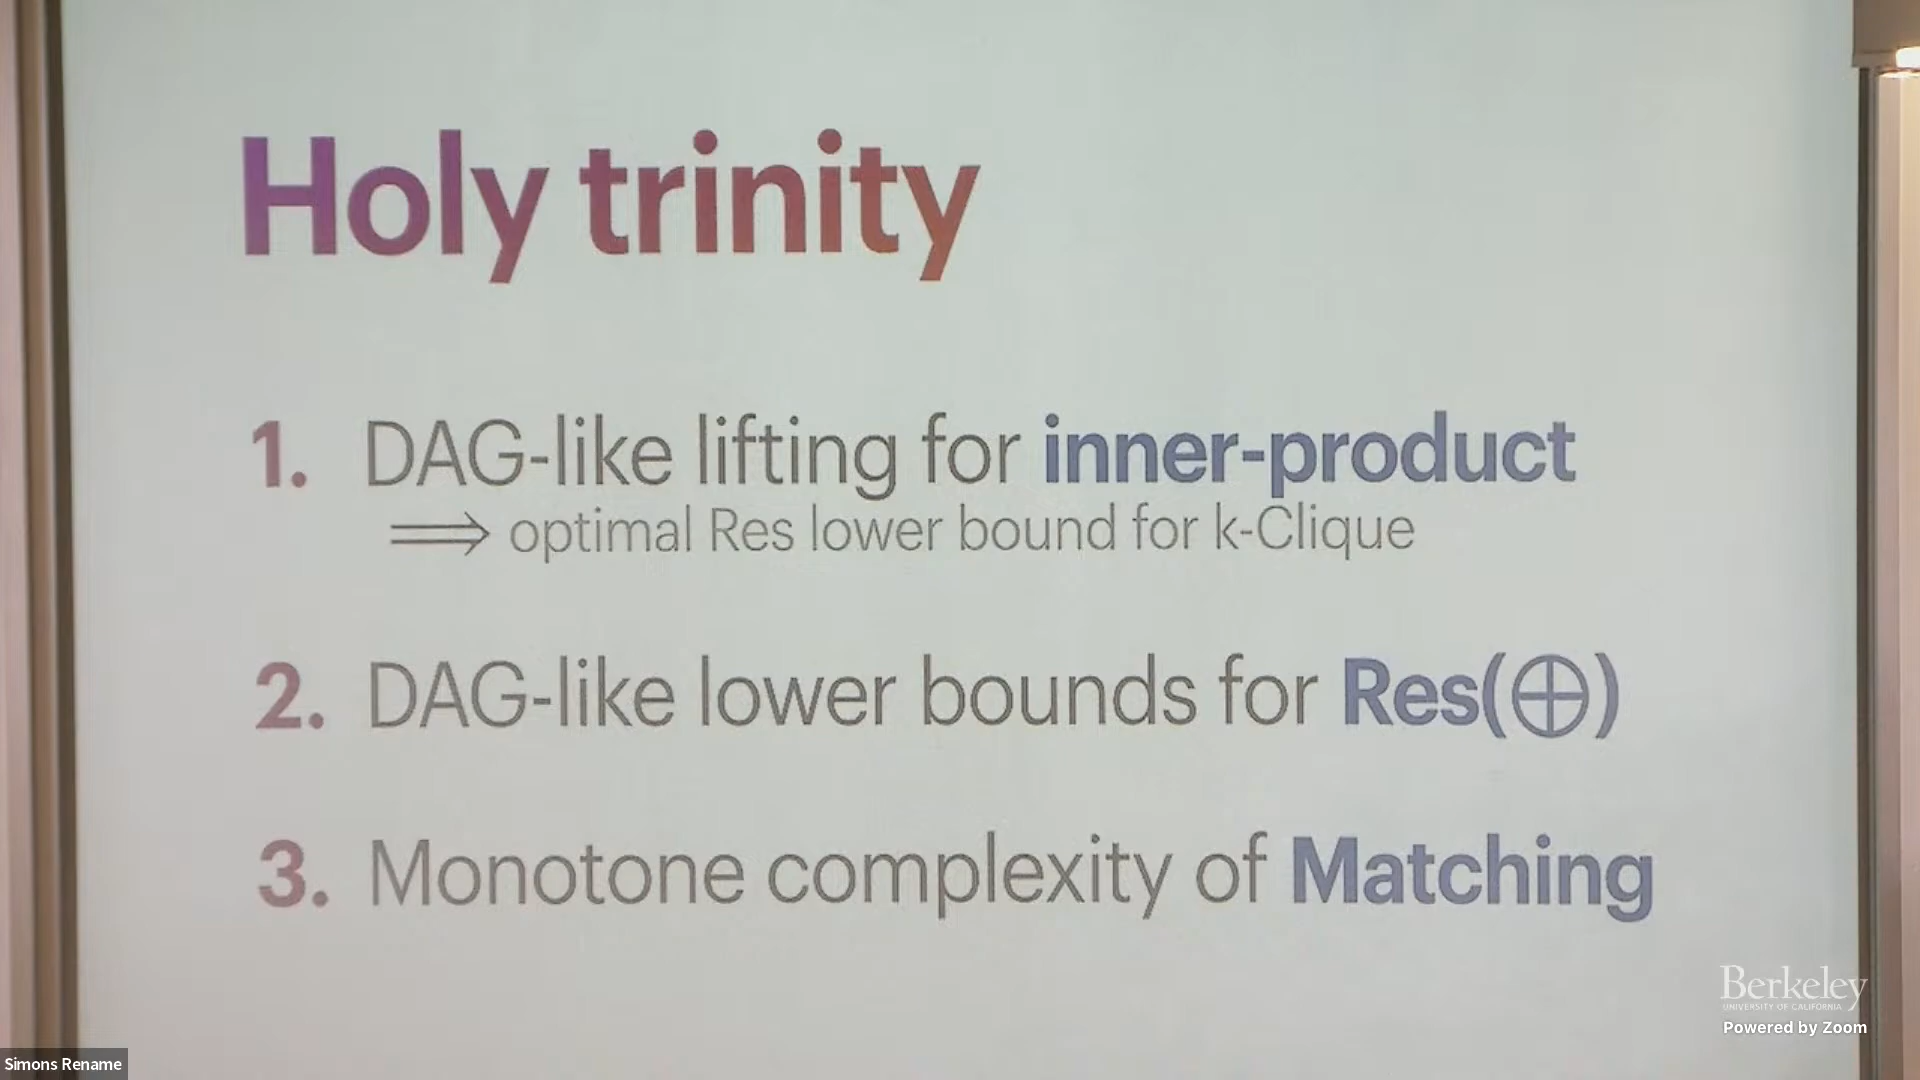 Holy trinity
1. DAG-like lifting for inner-product
⟹ optimal Res lower bound for k-Clique
2. DAG-like lower bounds for Res(⊕)
3. Monotone complexity of Matching
Berkeley
UNIVERSITY OF CALIFORNIA
Powered by Zoom
Simons Rename